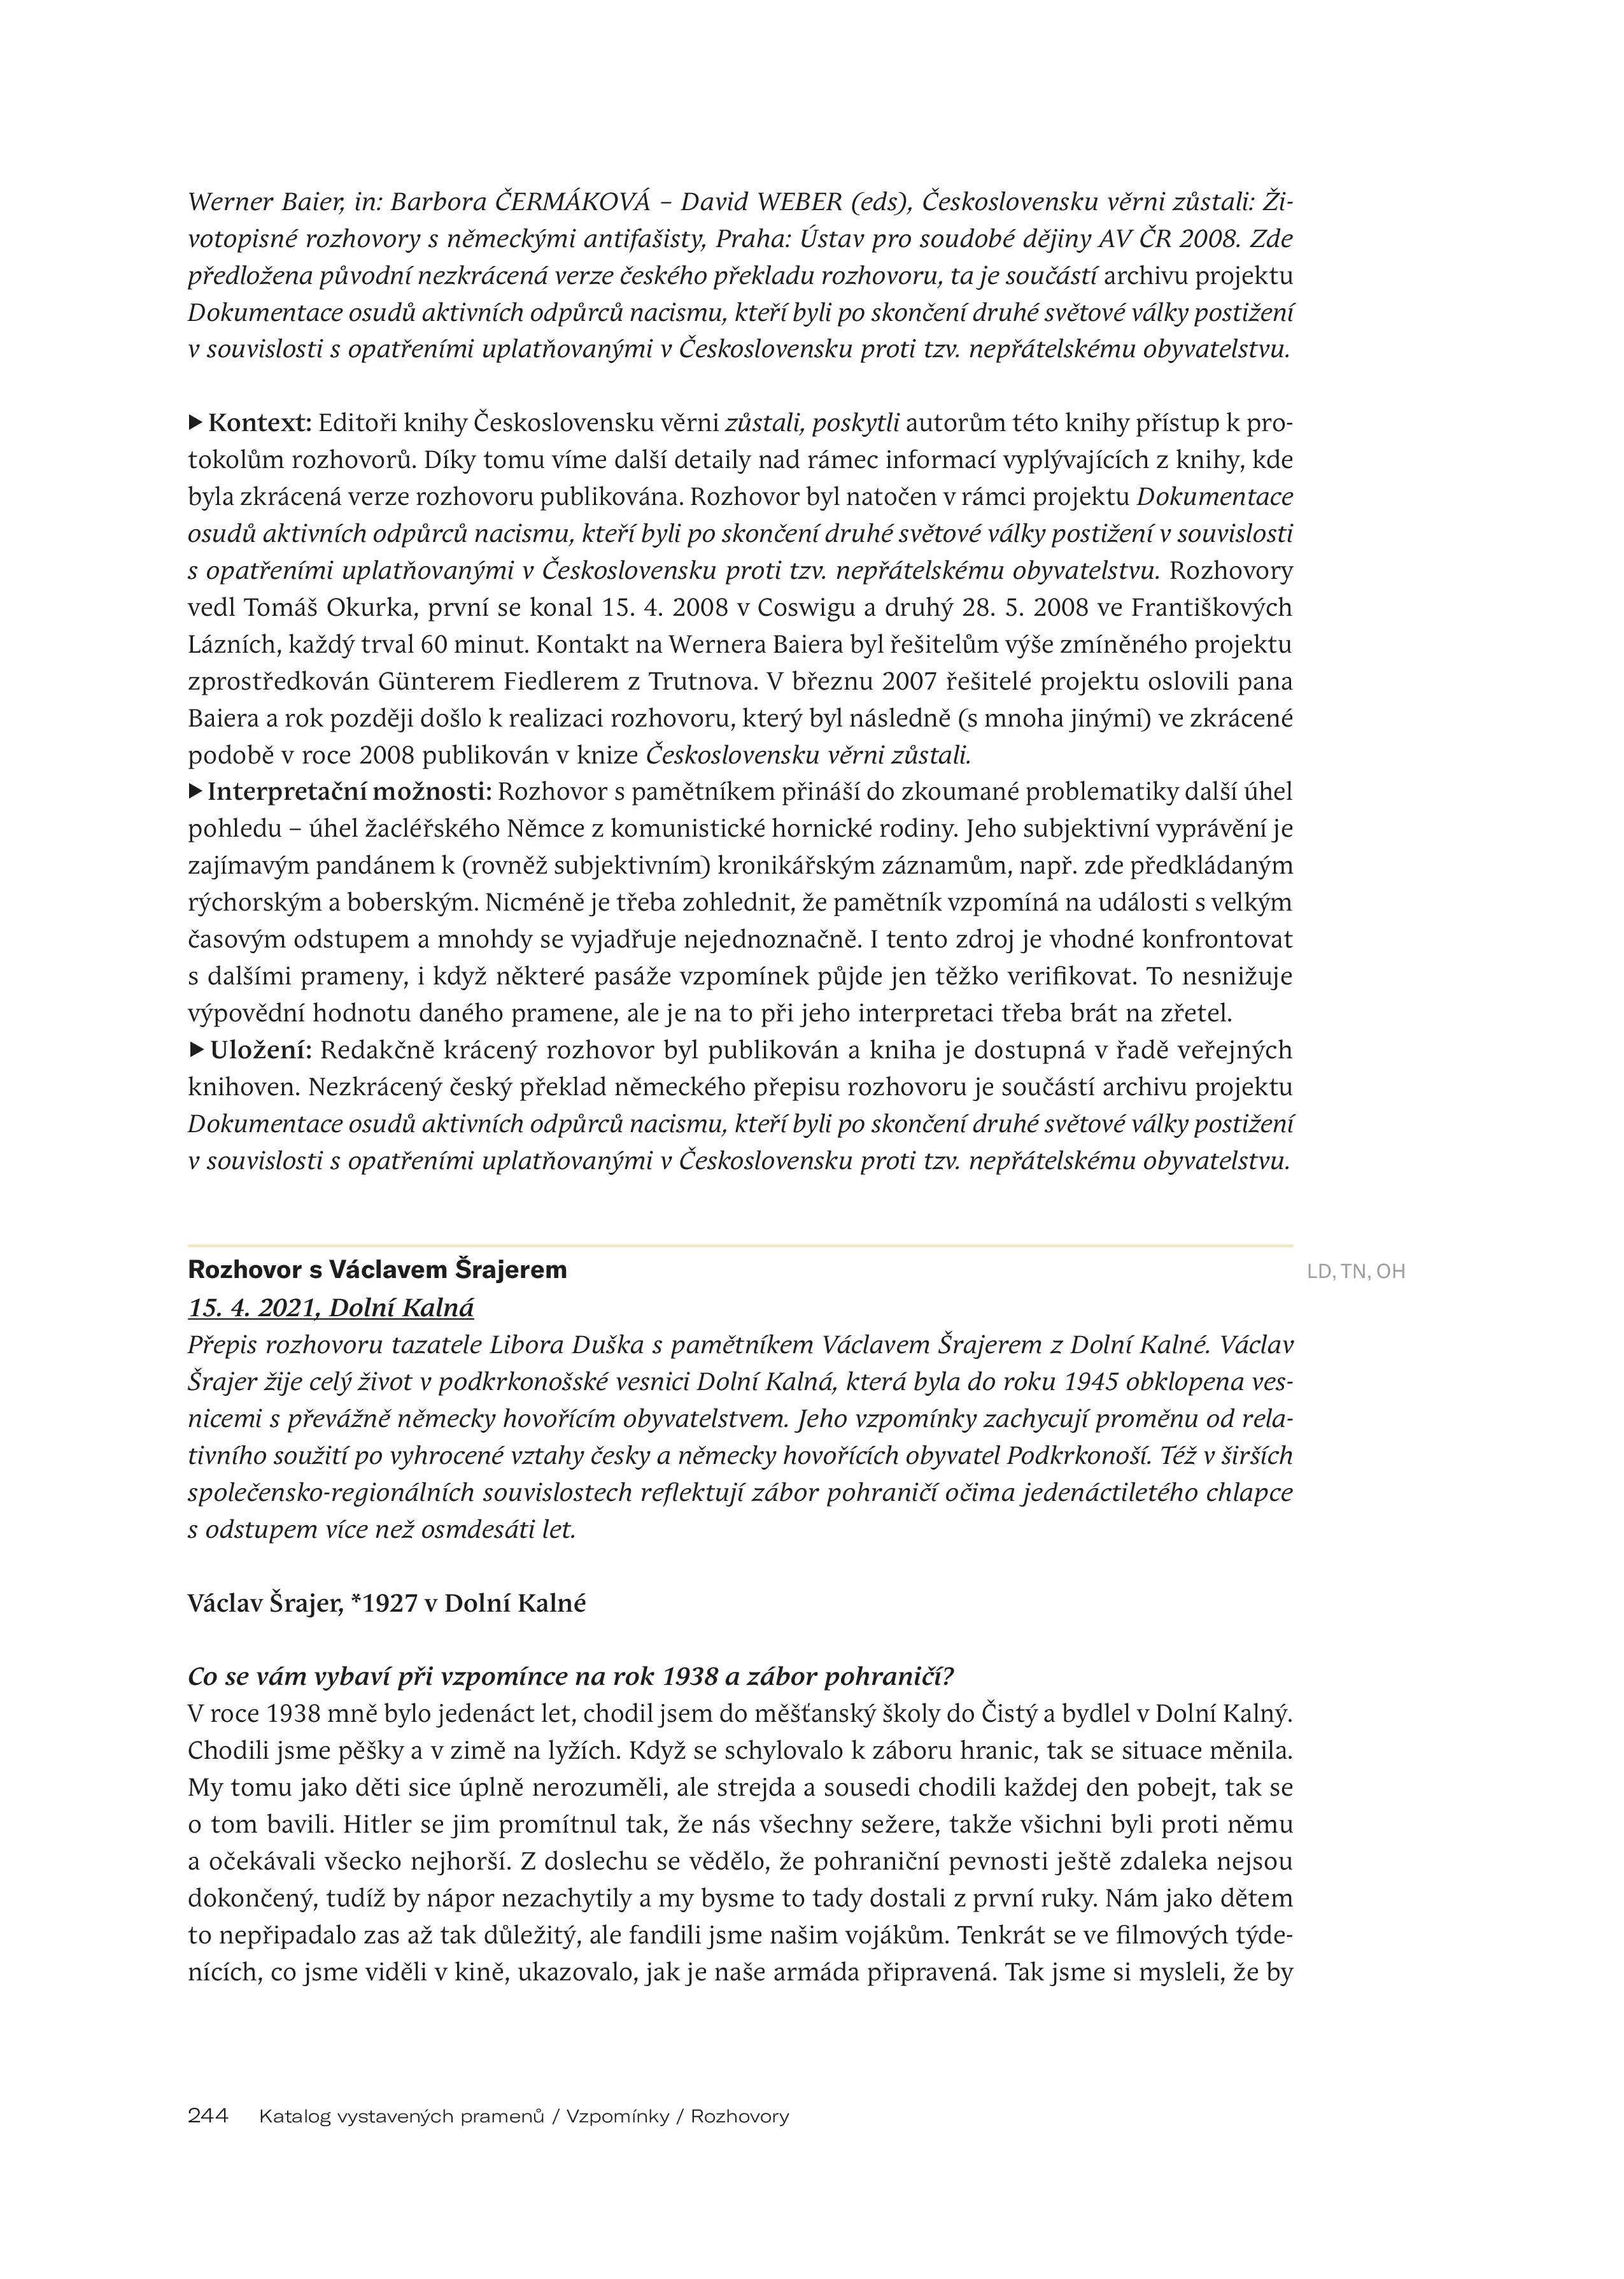 Werner Baier, in: Barbora ČERMÁKOVÁ – David WEBER (eds), Československu věrni zůstali: Ži-
votopisné rozhovory s německými antifašisty, Praha: Ústav pro soudobé dějiny AV ČR 2008. Zde
předložena původní nezkrácená verze českého překladu rozhovoru, ta je součástí archivu projektu
Dokumentace osudů aktivních odpůrců nacismu, kteří byli po skončení druhé světové války postižení
v souvislosti s opatřeními uplatňovanými v Československu proti tzv. nepřátelskému obyvatelstvu.
▶ Kontext: Editoři knihy Československu věrni zůstali, poskytli autorům této knihy přístup k pro-
tokolům rozhovorů. Díky tomu víme další detaily nad rámec informací vyplývajících z knihy, kde
byla zkrácená verze rozhovoru publikována. Rozhovor byl natočen v rámci projektu Dokumentace
osudů aktivních odpůrců nacismu, kteří byli po skončení druhé světové války postižení v souvislosti
s opatřeními uplatňovanými v Československu proti tzv. nepřátelskému obyvatelstvu. Rozhovory
vedl Tomáš Okurka, první se konal 15. 4. 2008 v Coswigu a druhý 28. 5. 2008 ve Františkových
Lázních, každý trval 60 minut. Kontakt na Wernera Baiera byl řešitelům výše zmíněného projektu
zprostředkován Günterem Fiedlerem z Trutnova. V březnu 2007 řešitelé projektu oslovili pana
Baiera a rok později došlo k realizaci rozhovoru, který byl následně (s mnoha jinými) ve zkrácené
podobě v roce 2008 publikován v knize Československu věrni zůstali.
▶ Interpretační možnosti: Rozhovor s pamětníkem přináší do zkoumané problematiky další úhel
pohledu – úhel žacléřského Němce z komunistické hornické rodiny. Jeho subjektivní vyprávění je
zajímavým pandánem k (rovněž subjektivním) kronikářským záznamům, např. zde předkládaným
rýchorským a boberským. Nicméně je třeba zohlednit, že pamětník vzpomíná na události s velkým
časovým odstupem a mnohdy se vyjadřuje nejednoznačně. I tento zdroj je vhodné konfrontovat
s dalšími prameny, i když některé pasáže vzpomínek půjde jen těžko verifikovat. To nesnižuje
výpovědní hodnotu daného pramene, ale je na to při jeho interpretaci třeba brát na zřetel.
▶ Uložení: Redakčně krácený rozhovor byl publikován a kniha je dostupná v řadě veřejných
knihoven. Nezkrácený český překlad německého přepisu rozhovoru je součástí archivu projektu
Dokumentace osudů aktivních odpůrců nacismu, kteří byli po skončení druhé světové války postižení
v souvislosti s opatřeními uplatňovanými v Československu proti tzv. nepřátelskému obyvatelstvu.
Rozhovor s Václavem Šrajerem
LD, TN, OH
15. 4. 2021, Dolní Kalná
Přepis rozhovoru tazatele Libora Duška s pamětníkem Václavem Šrajerem z Dolní Kalné. Václav
Šrajer žije celý život v podkrkonošské vesnici Dolní Kalná, která byla do roku 1945 obklopena ves-
nicemi s převážně německy hovořícím obyvatelstvem. Jeho vzpomínky zachycují proměnu od rela-
tivního soužití po vyhrocené vztahy česky a německy hovořících obyvatel Podkrkonoší. Též v širších
společensko-regionálních souvislostech reflektují zábor pohraničí očima jedenáctiletého chlapce
s odstupem více než osmdesáti let.
Václav Šrajer, *1927 v Dolní Kalné
Co se vám vybaví při vzpomínce na rok 1938 a zábor pohraničí?
V roce 1938 mně bylo jedenáct let, chodil jsem do měšťanský školy do Čistý a bydlel v Dolní Kalný.
Chodili jsme pěšky a v zimě na lyžích. Když se schylovalo k záboru hranic, tak se situace měnila.
My tomu jako děti sice úplně nerozuměli, ale strejda a sousedi chodili každej den pobejt, tak se
o tom bavili. Hitler se jim promítnul tak, že nás všechny sežere, takže všichni byli proti němu
a očekávali všecko nejhorší. Z doslechu se vědělo, že pohraniční pevnosti ještě zdaleka nejsou
dokončený, tudíž by nápor nezachytily a my bysme to tady dostali z první ruky. Nám jako dětem
to nepřipadalo zas až tak důležitý, ale fandili jsme našim vojákům. Tenkrát se ve filmových týde-
nících, co jsme viděli v kině, ukazovalo, jak je naše armáda připravená. Tak jsme si mysleli, že by
244 Katalog vystavených pramenů / Vzpomínky / Rozhovory